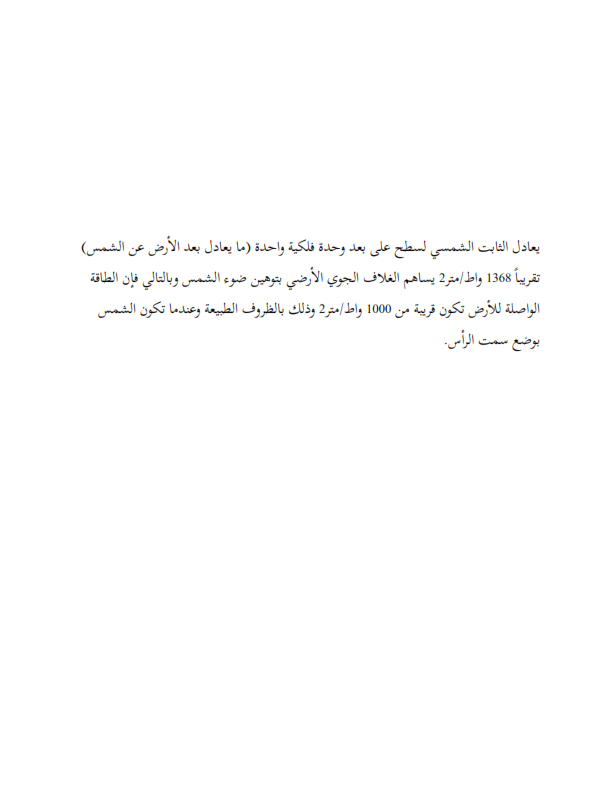 يعادل الثابت الشمسي لسطح على بعد وحدة فلكية واحدة (ما يعادل بعد الأرض عن الشمس)
تقريباً 1368 واط/متر2 يساهم الغلاف الجوي الأرضي بتوهين ضوء الشمس وبالتالي فإن الطاقة
الواصلة للأرض تكون قريبة من 1000 واط/متر2 وذلك بالظروف الطبيعة وعندما تكون الشمس
بوضع سمت الرأس.